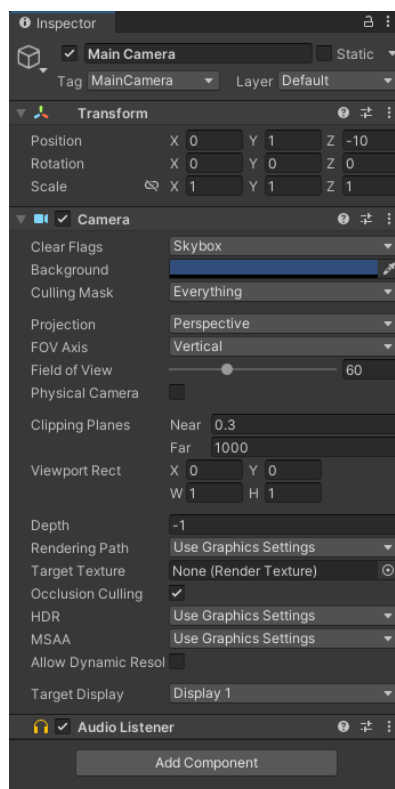 Inspector
Main Camera Static
Tag MainCamera Layer Default
Transform
Position X 0 Y 1 Z -10
Rotation X 0 Y 0 Z 0
Scale X 1 Y 1 Z 1
Camera
Clear Flags Skybox
Background
Culling Mask Everything
Projection Perspective
FOV Axis Vertical
Field of View 60
Physical Camera
Clipping Planes Near 0.3
Far 1000
Viewport Rect X 0 Y 0
W 1 H 1
Depth -1
Rendering Path Use Graphics Settings
Target Texture None (Render Texture)
Occlusion Culling
HDR Use Graphics Settings
MSAA Use Graphics Settings
Allow Dynamic Resol
Target Display Display 1
Audio Listener
Add Component